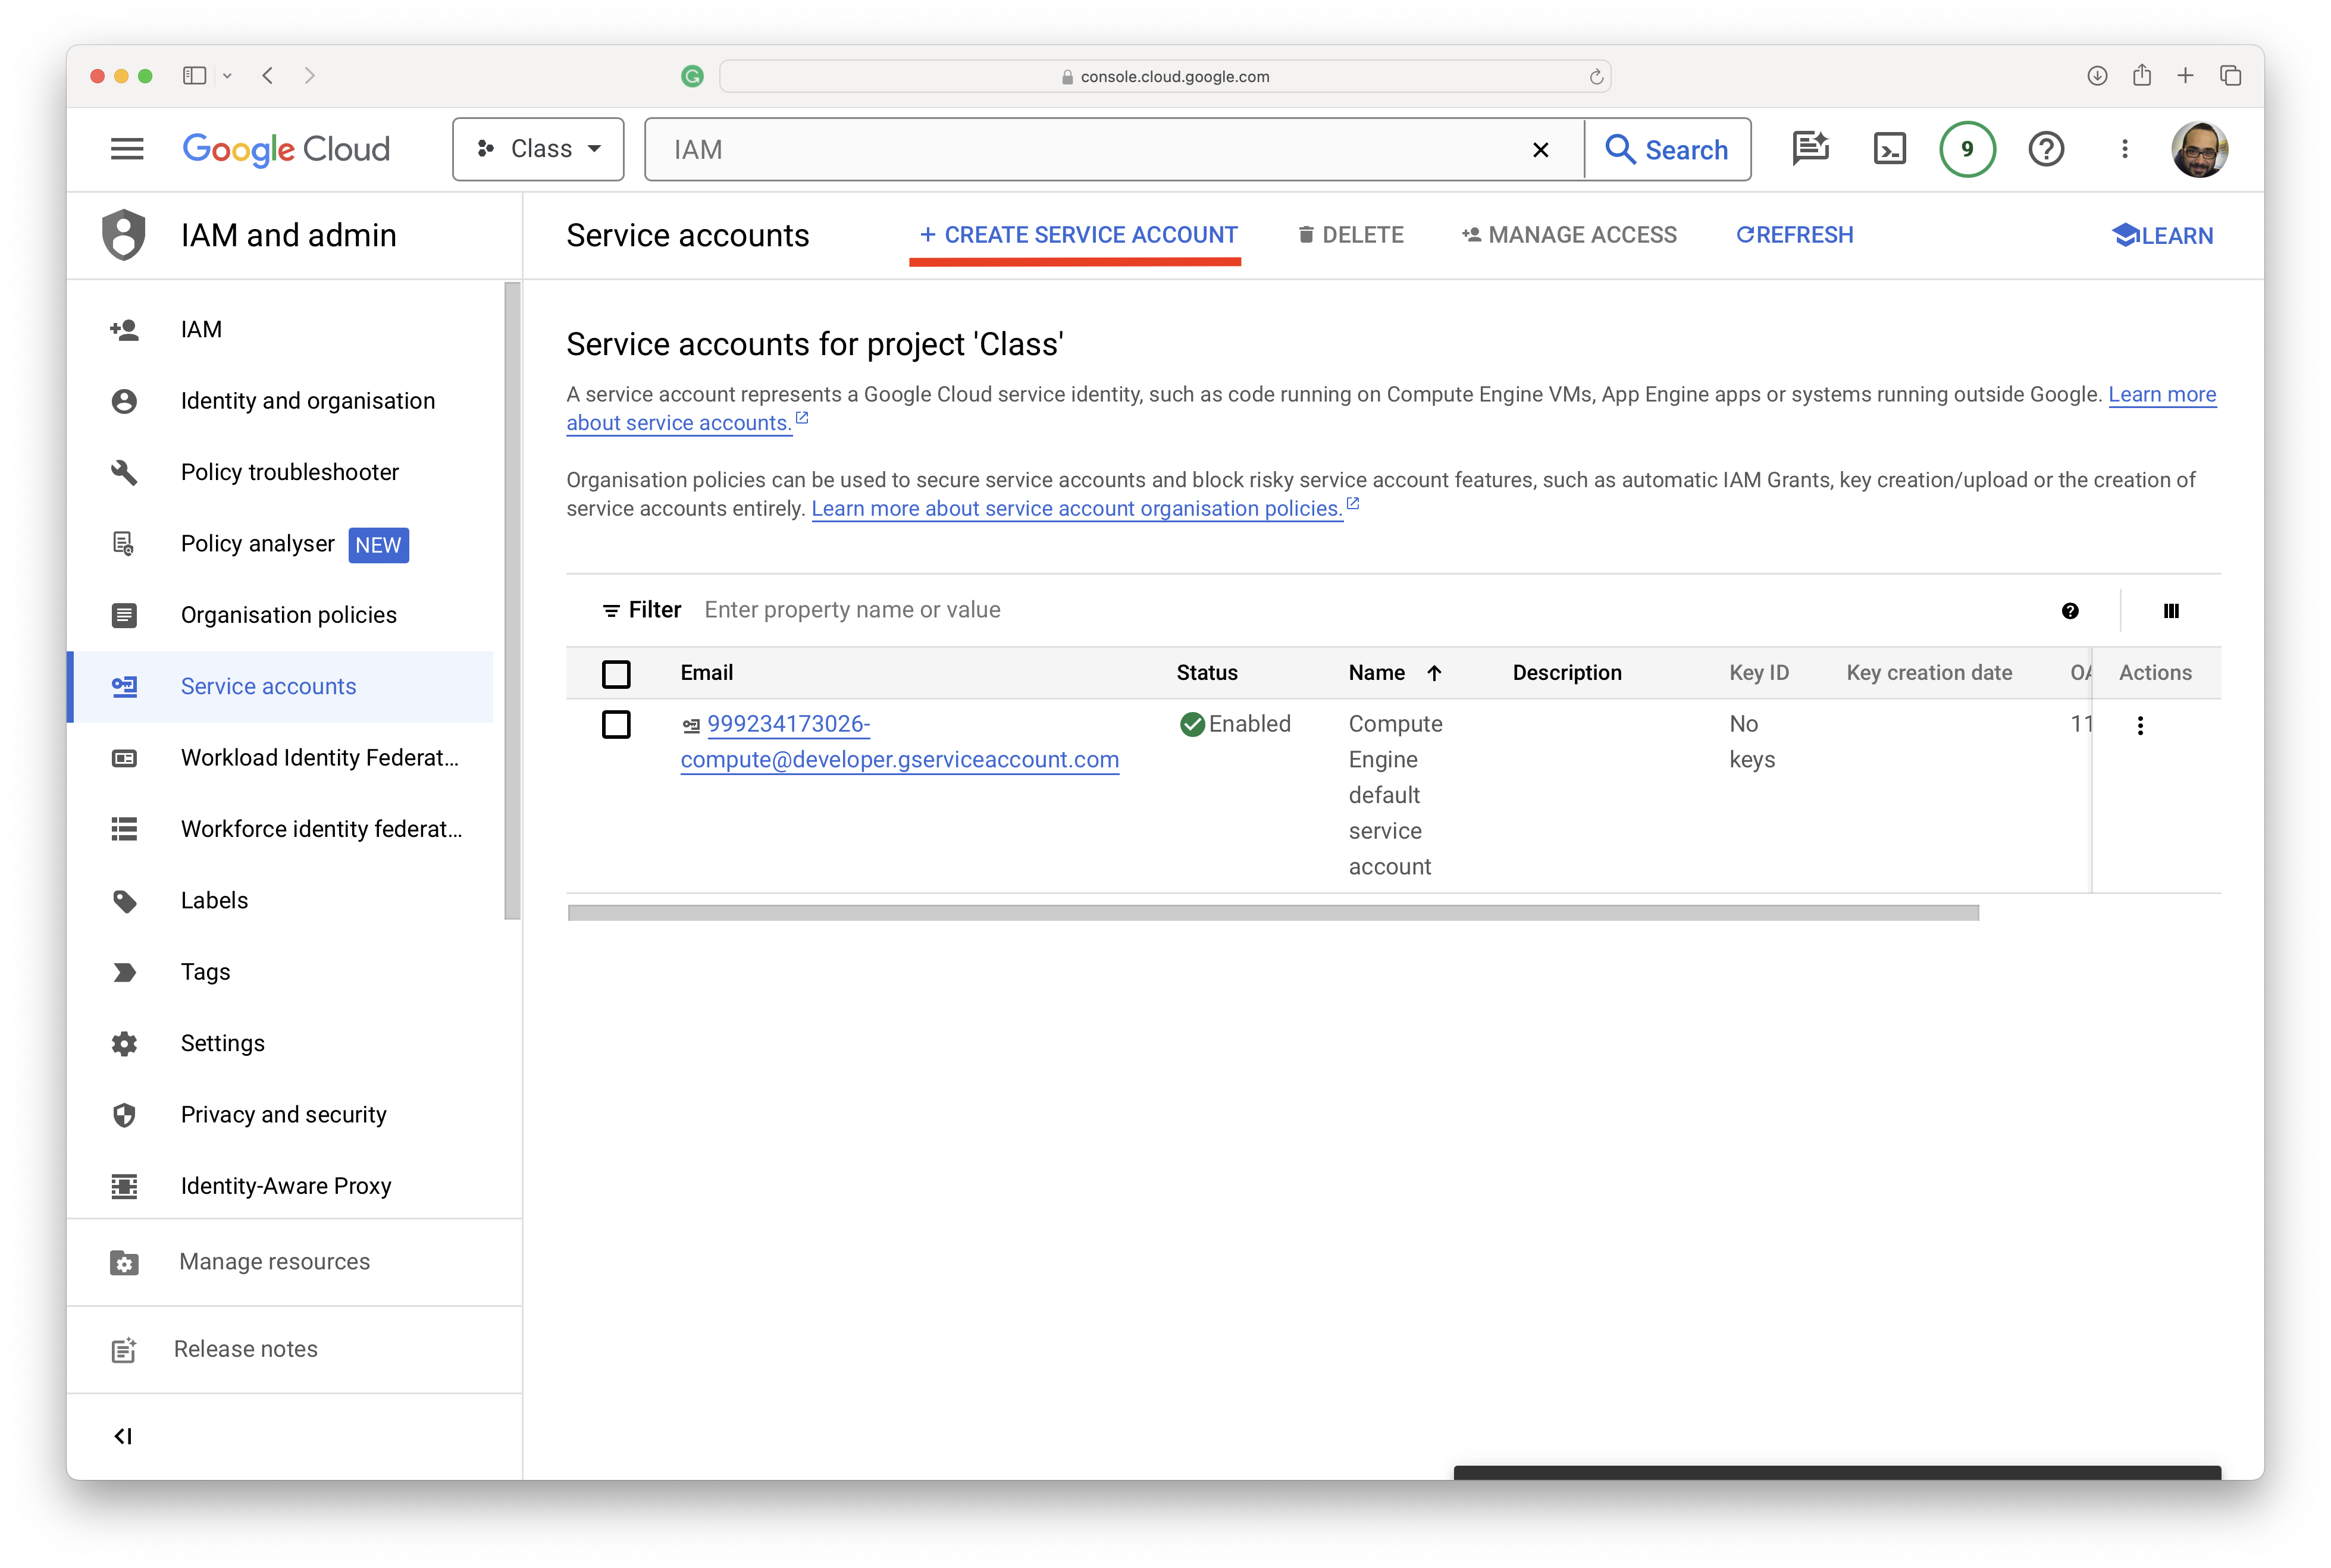 console.cloud.google.com
Google Cloud
Class
IAM
Search
9
IAM and admin
Service accounts
+ CREATE SERVICE ACCOUNT
DELETE
MANAGE ACCESS
REFRESH
LEARN
IAM
Identity and organisation
Policy troubleshooter
Policy analyser NEW
Organisation policies
Service accounts
Workload Identity Federat...
Workforce identity federat...
Labels
Tags
Settings
Privacy and security
Identity-Aware Proxy
Manage resources
Release notes
Service accounts for project 'Class'
A service account represents a Google Cloud service identity, such as code running on Compute Engine VMs, App Engine apps or systems running outside Google. Learn more
about service accounts.
Organisation policies can be used to secure service accounts and block risky service account features, such as automatic IAM Grants, key creation/upload or the creation of
service accounts entirely. Learn more about service account organisation policies.
Filter Enter property name or value
Email Status Name Description Key ID Key creation date OA Actions
999234173026- Enabled Compute No 11
compute@developer.gserviceaccount.com Engine keys
default
service
account